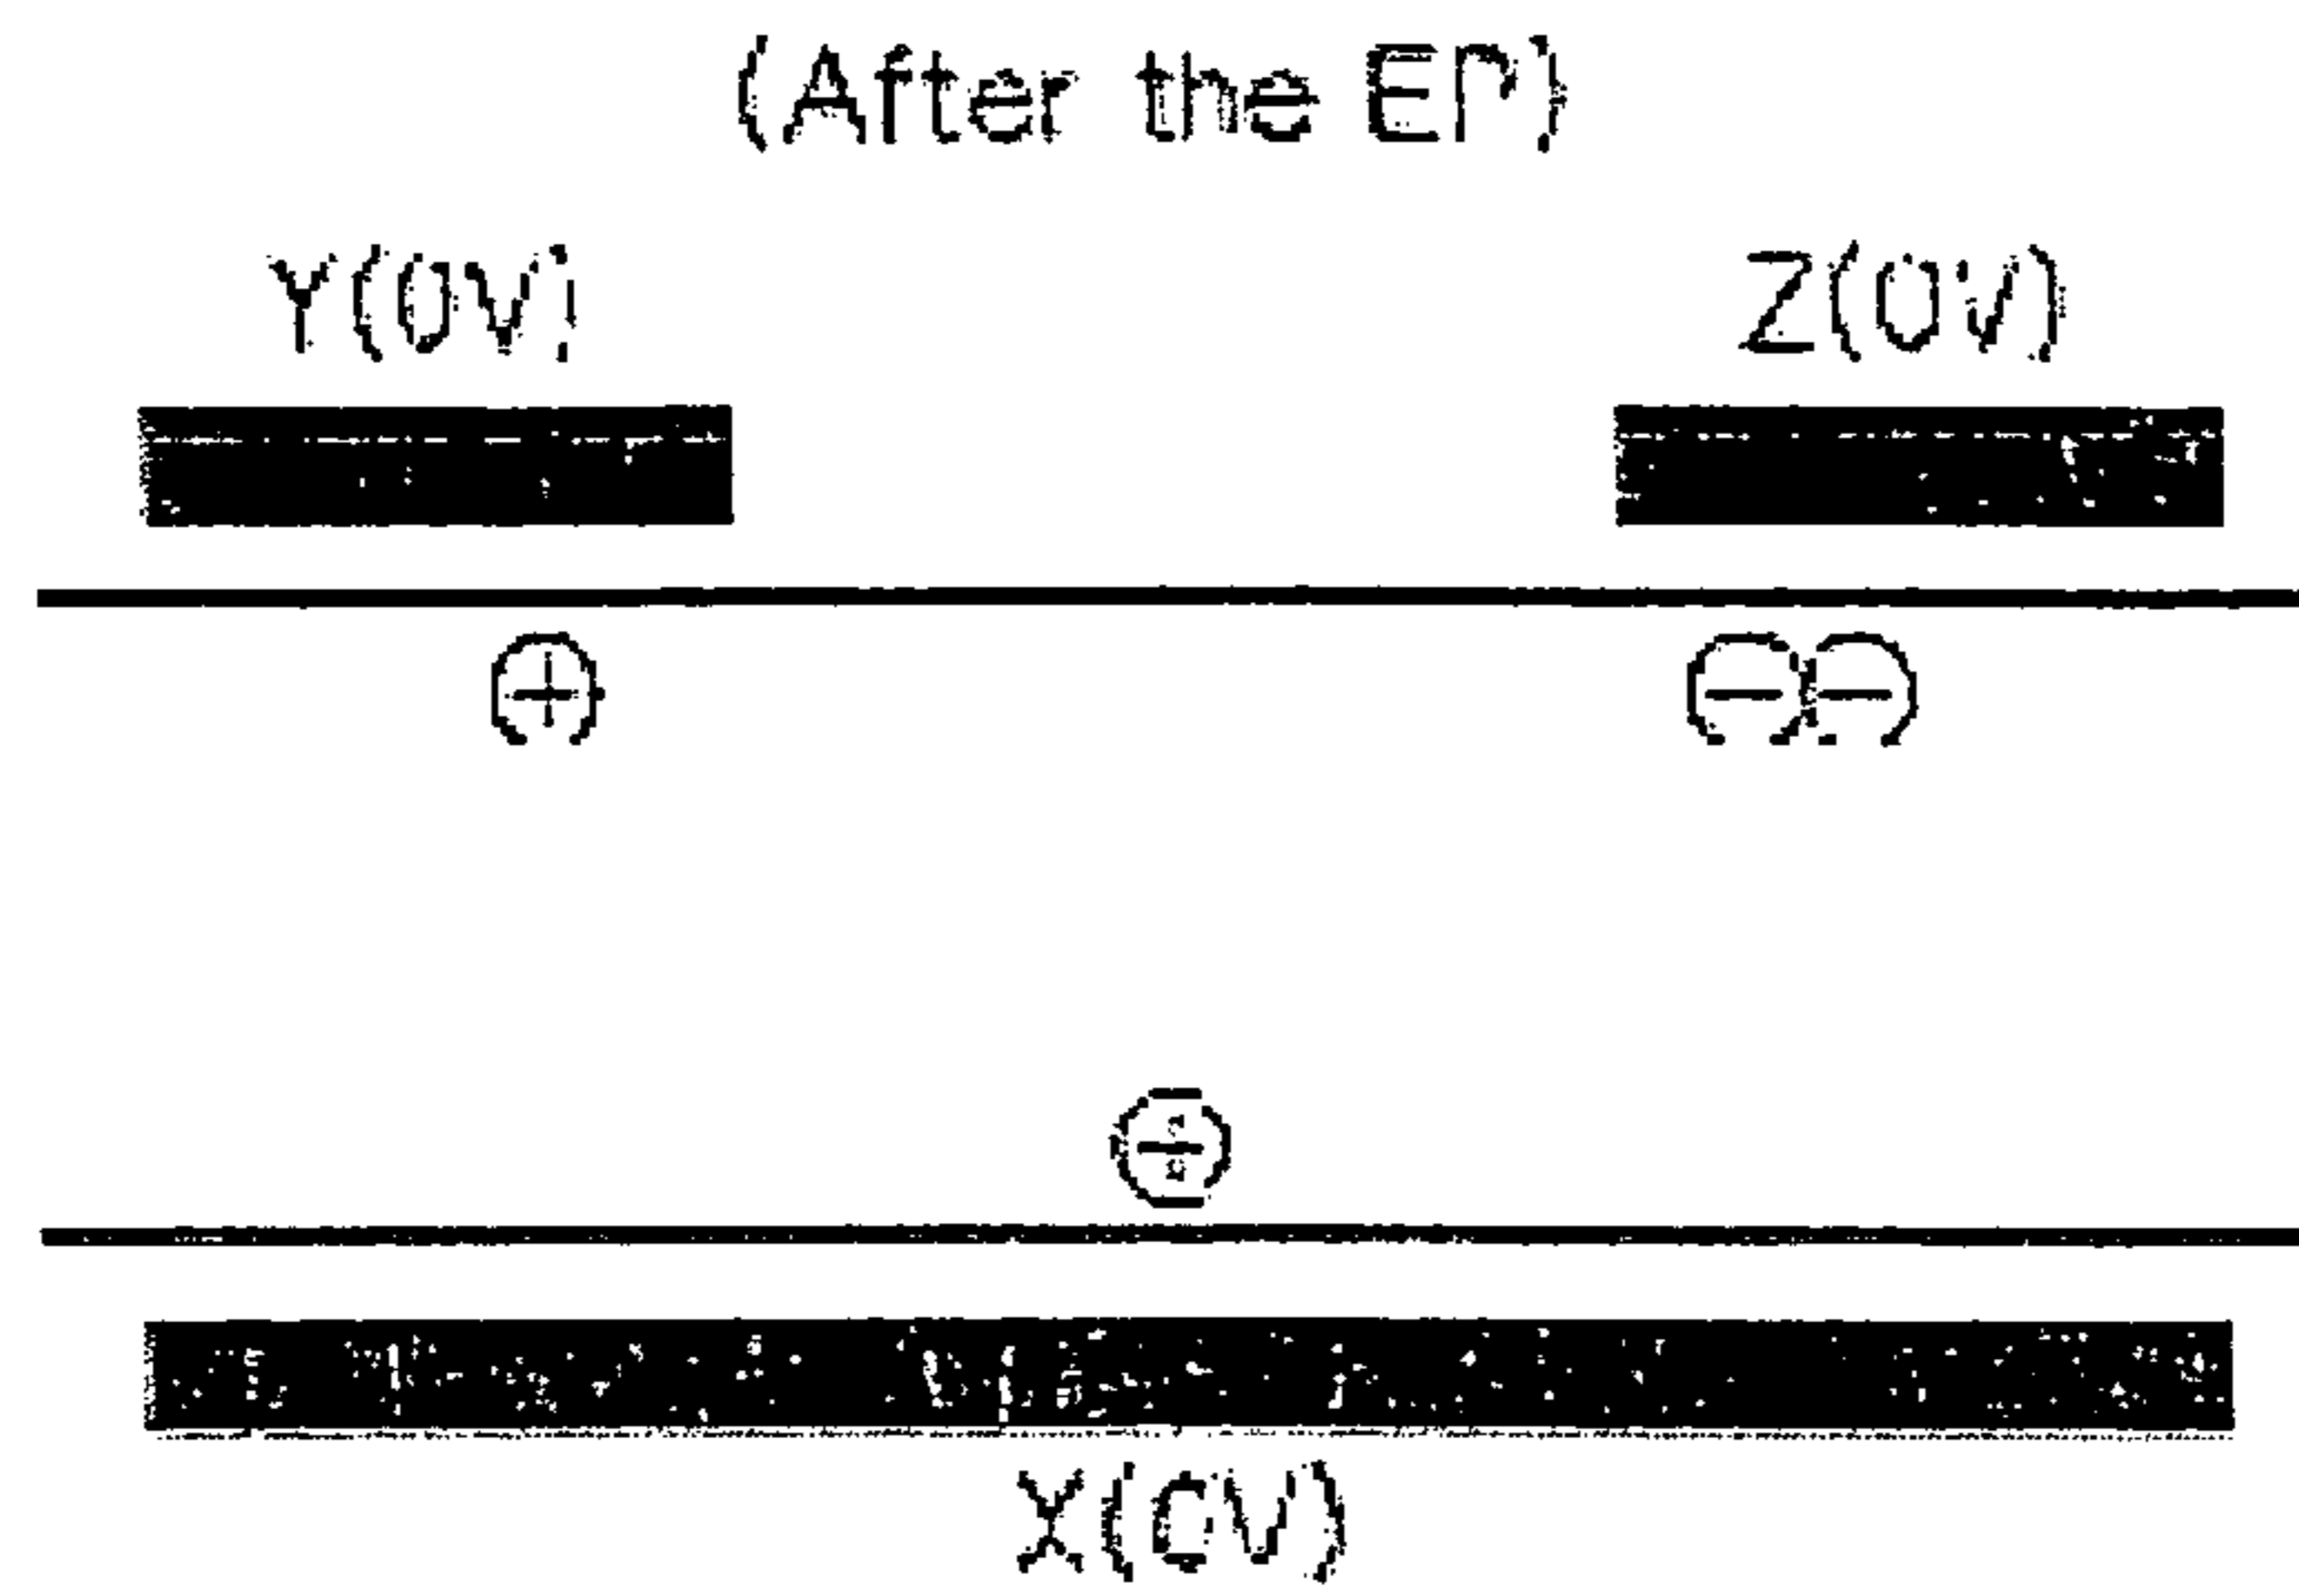 (After the EP)
Y(0V) Z(0V)
⊕ ⊖⊖
⊕
X(0V)